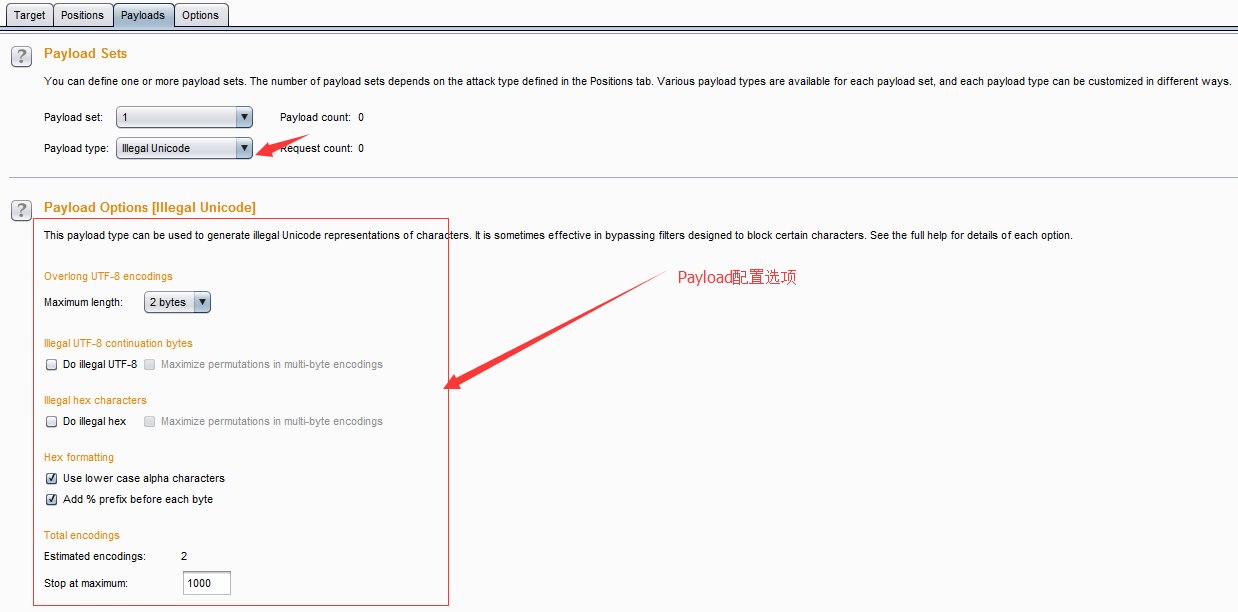 Target Positions Payloads Options
? Payload Sets
You can define one or more payload sets. The number of payload sets depends on the attack type defined in the Positions tab. Various payload types are available for each payload set, and each payload type can be customized in different ways.
Payload set: 1 Payload count: 0
Payload type: Illegal Unicode Request count: 0
? Payload Options [Illegal Unicode]
This payload type can be used to generate illegal Unicode representations of characters. It is sometimes effective in bypassing filters designed to block certain characters. See the full help for details of each option.
Overlong UTF-8 encodings
Payload配置选项
Maximum length: 2 bytes
Illegal UTF-8 continuation bytes
Do illegal UTF-8 Maximize permutations in multi-byte encodings
Illegal hex characters
Do illegal hex Maximize permutations in multi-byte encodings
Hex formatting
Use lower case alpha characters
Add % prefix before each byte
Total encodings
Estimated encodings: 2
Stop at maximum: 1000